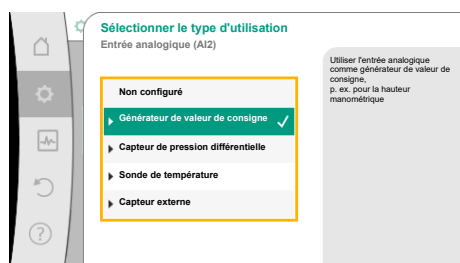 Sélectionner le type d'utilisation
Entrée analogique (AI2)
Non configuré
Générateur de valeur de consigne
Capteur de pression différentielle
Sonde de température
Capteur externe
Utiliser l'entrée analogique
comme générateur de valeur de
consigne,
p. ex. pour la hauteur
manométrique
?